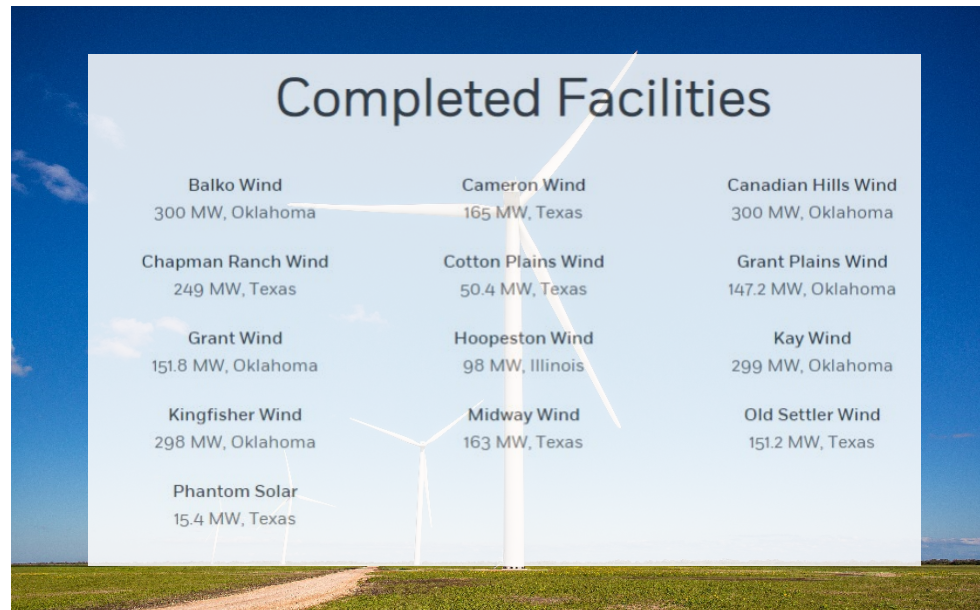 Completed Facilities
Balko Wind
300 MW, Oklahoma
Cameron Wind
165 MW, Texas
Canadian Hills Wind
300 MW, Oklahoma
Chapman Ranch Wind
249 MW, Texas
Cotton Plains Wind
50.4 MW, Texas
Grant Plains Wind
147.2 MW, Oklahoma
Grant Wind
151.8 MW, Oklahoma
Hoopeston Wind
98 MW, Illinois
Kay Wind
299 MW, Oklahoma
Kingfisher Wind
298 MW, Oklahoma
Midway Wind
163 MW, Texas
Old Settler Wind
151.2 MW, Texas
Phantom Solar
15.4 MW, Texas